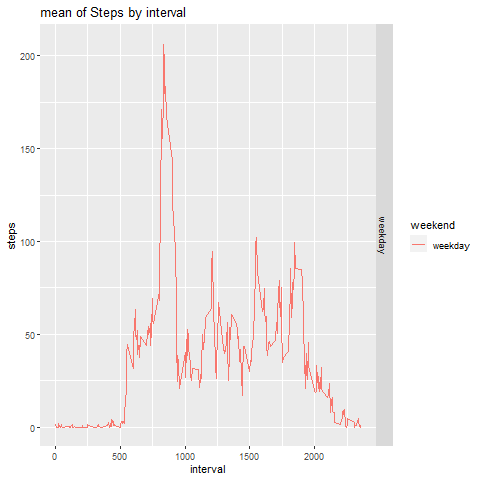 mean of Steps by interval
200
150
100
50
0
steps
0 500 1000 1500 2000
interval
weekday
weekend
weekday